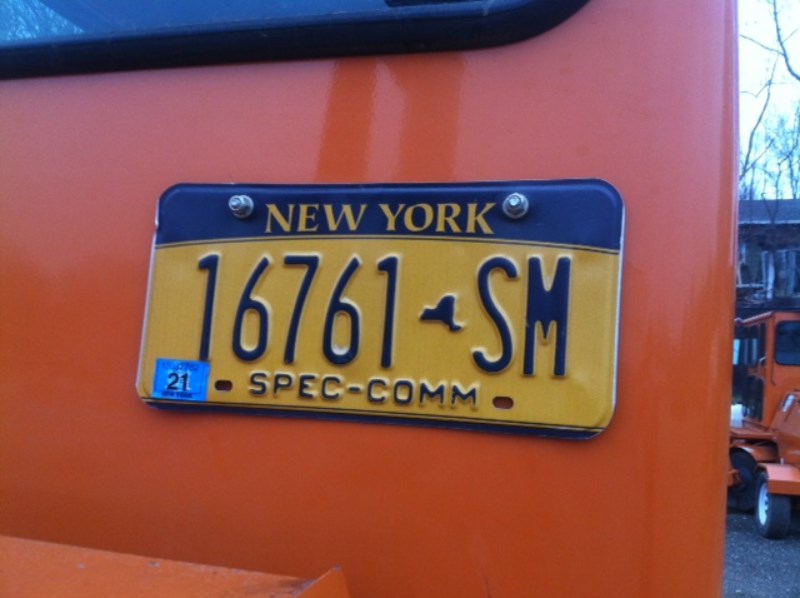 NEW YORK
16761 SM
21
SPEC-COMM